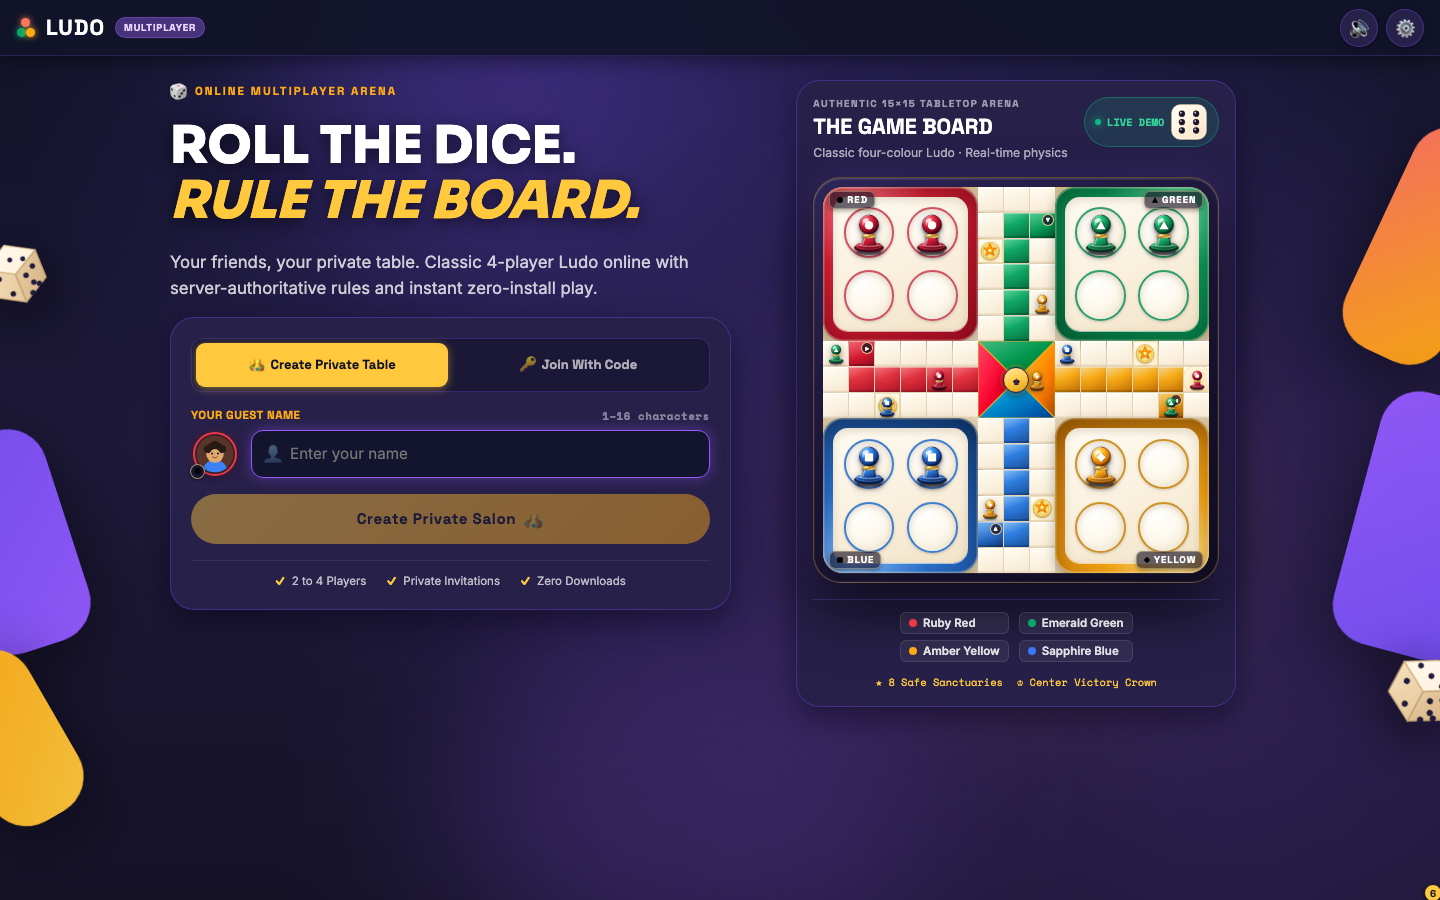 LUDO MULTIPLAYER
ONLINE MULTIPLAYER ARENA
ROLL THE DICE.
RULE THE BOARD.
Your friends, your private table. Classic 4-player Ludo online with
server-authoritative rules and instant zero-install play.
Create Private Table
Join With Code
YOUR GUEST NAME
1–16 characters
Enter your name
Create Private Salon
2 to 4 Players
Private Invitations
Zero Downloads
AUTHENTIC 15×15 TABLETOP ARENA
THE GAME BOARD
Classic four-colour Ludo · Real-time physics
LIVE DEMO
RED
GREEN
BLUE
YELLOW
Ruby Red
Emerald Green
Amber Yellow
Sapphire Blue
★ 8 Safe Sanctuaries
♔ Center Victory Crown
6